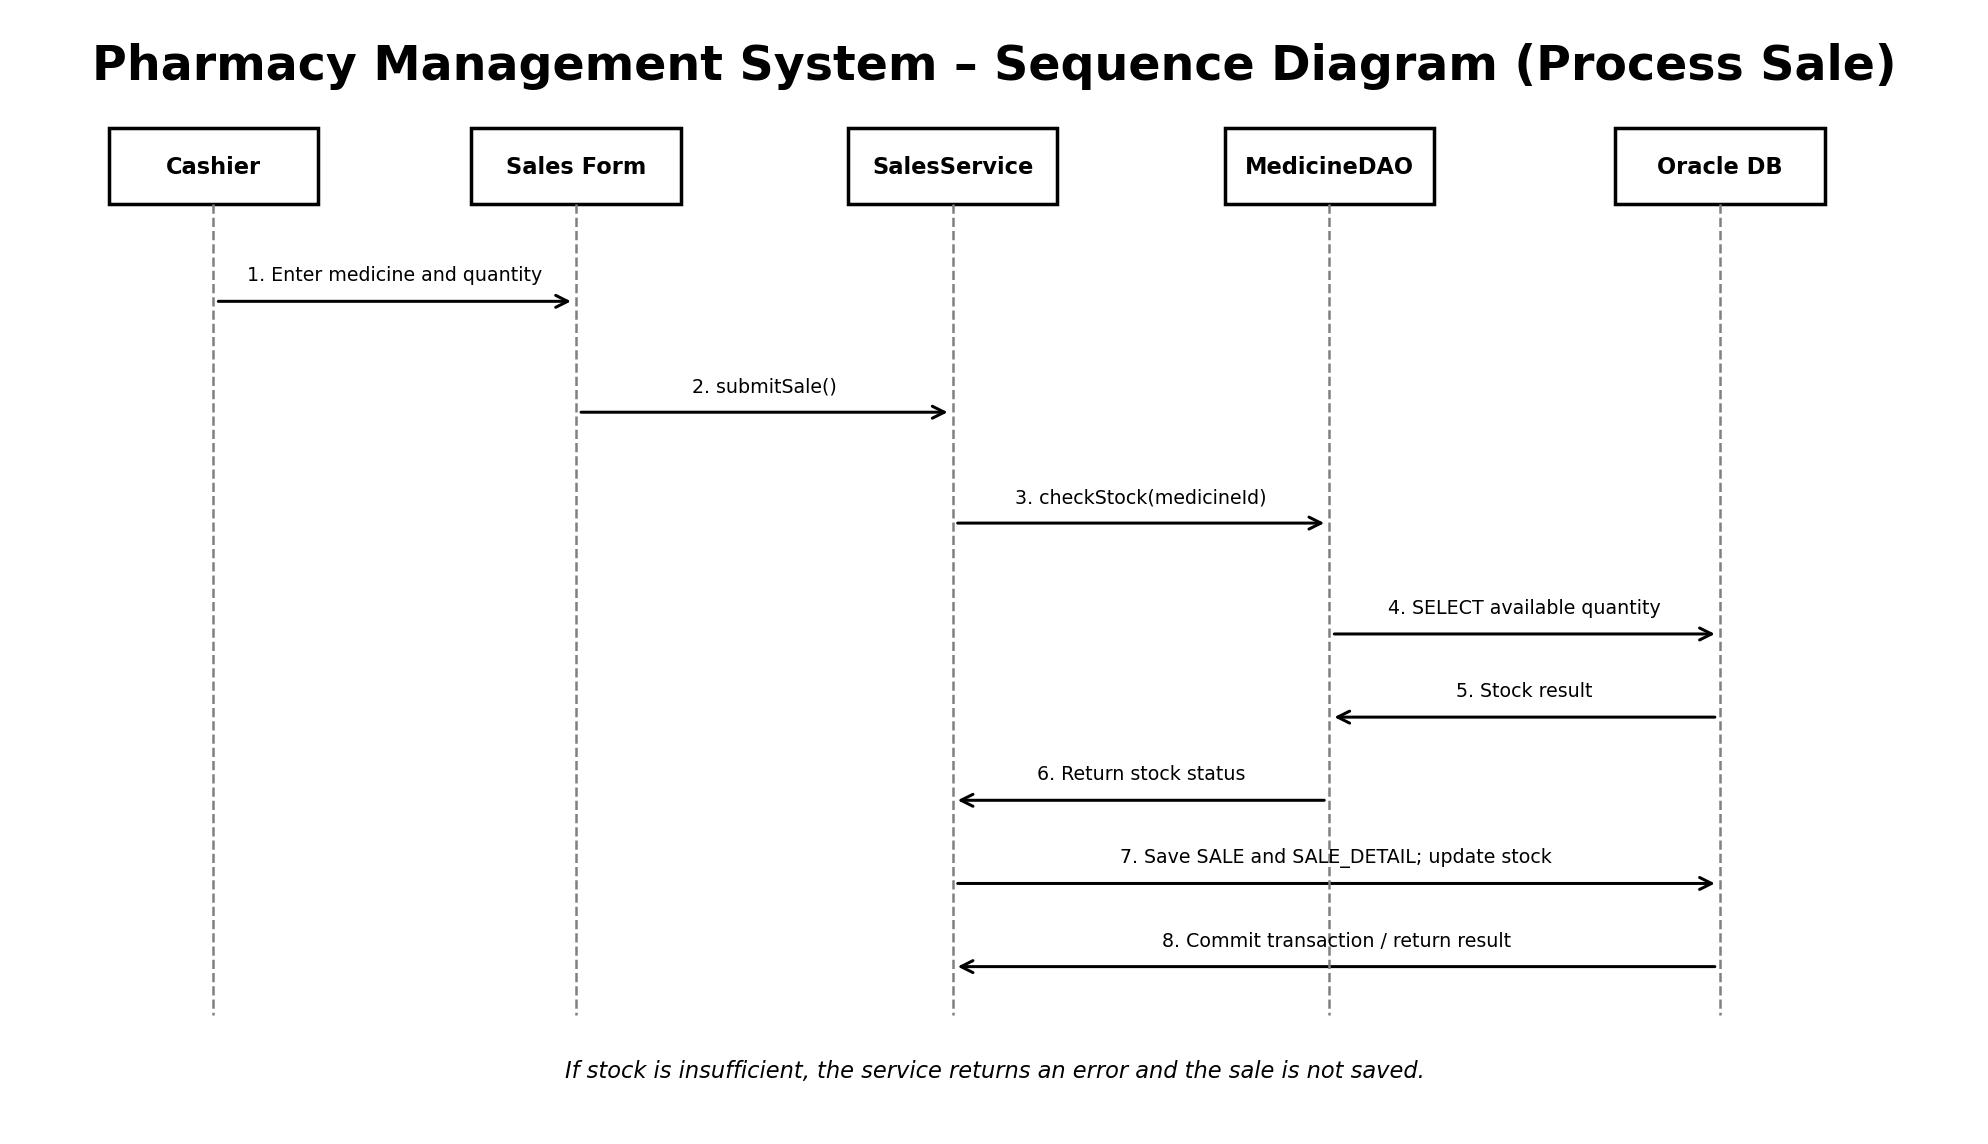 Pharmacy Management System – Sequence Diagram (Process Sale)
Cashier
Sales Form
SalesService
MedicineDAO
Oracle DB
1. Enter medicine and quantity
2. submitSale()
3. checkStock(medicineId)
4. SELECT available quantity
5. Stock result
6. Return stock status
7. Save SALE and SALE_DETAIL; update stock
8. Commit transaction / return result
If stock is insufficient, the service returns an error and the sale is not saved.